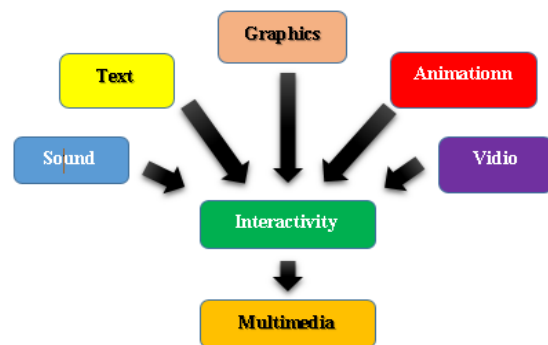 Graphics
Text
Animationn
Sound
Vidio
Interactivity
Multimedia